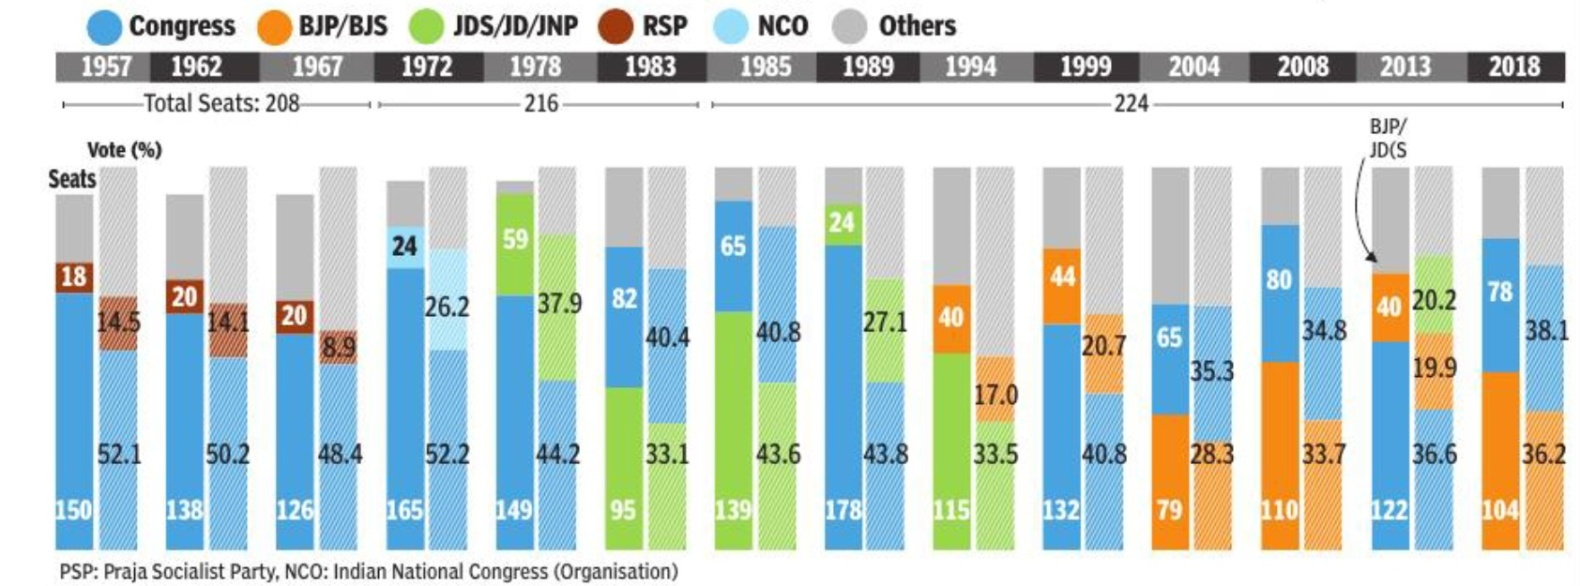 Congress BJP/BJS JDS/JD/JNP RSP NCO Others
1957 1962 1967 1972 1978 1983 1985 1989 1994 1999 2004 2008 2013 2018
Total Seats: 208 216 224
BJP/
JD(S
Vote (%)
Seats
18 14.5 20 14.1 20 8.9 24 26.2 59 37.9 82 40.4 65 40.8 24 27.1 40 17.0 44 20.7 65 35.3 80 34.8 40 20.2 19.9 78 38.1
52.1 50.2 48.4 52.2 44.2 33.1 43.6 43.8 33.5 40.8 28.3 33.7 36.6 36.2
150 138 126 165 149 95 139 178 115 132 79 110 122 104
PSP: Praja Socialist Party, NCO: Indian National Congress (Organisation)